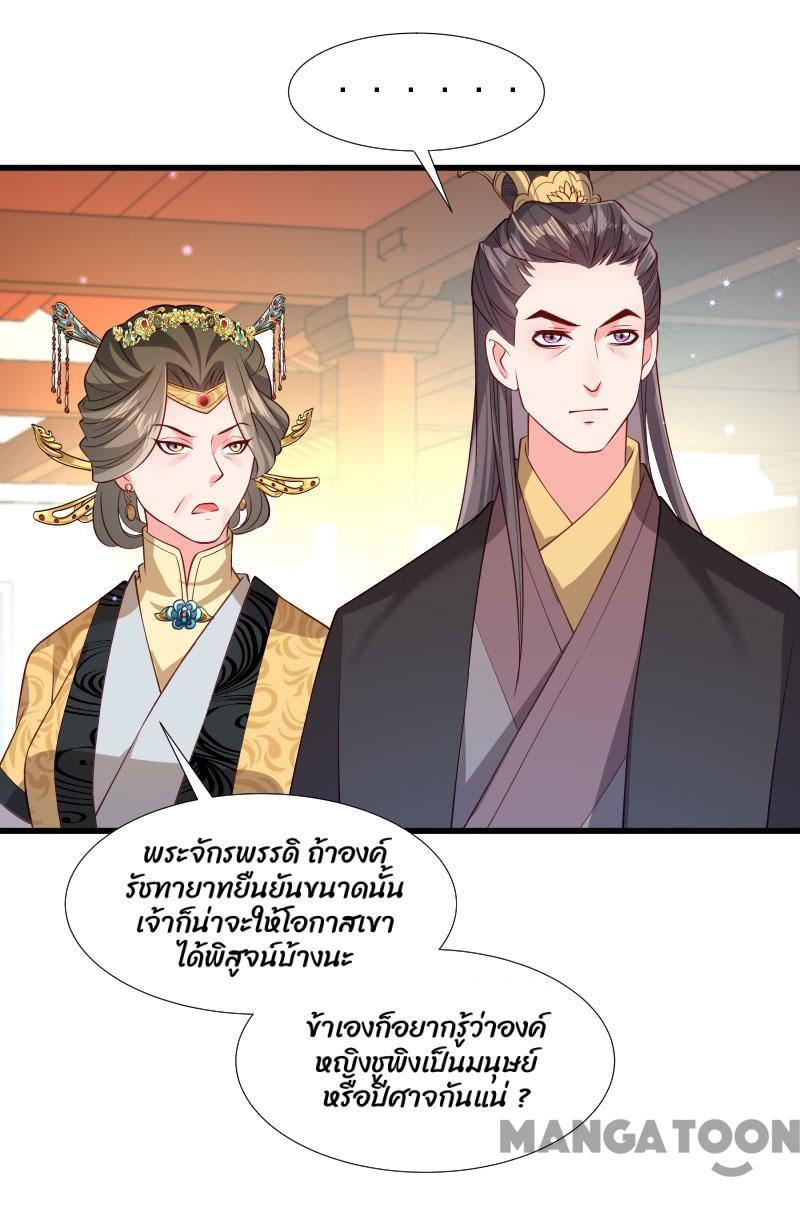 . . . . . .
พระจักรพรรดิ ถ้าองค์
รัชทายาทยืนยันขนาดนั้น
เจ้าก็น่าจะให้โอกาสเขา
ได้พิสูจน์บ้างนะ
ข้าเองก็อยากรู้ว่าองค์
หญิงชูพิงเป็นมนุษย์
หรือปีศาจกันแน่ ?
MANGATOON